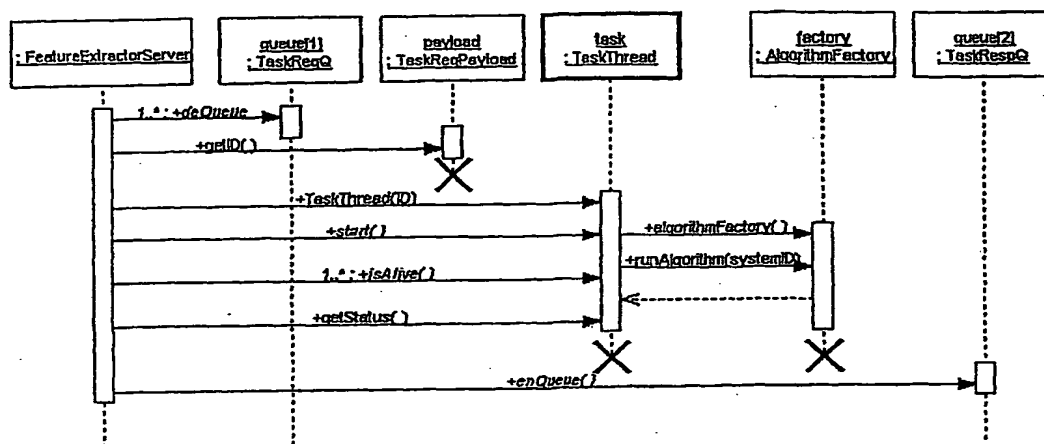 : FeatureExtractorServer
queue[1]
: TaskReqQ
payload
: TaskReqPayload
task
: TaskThread
factory
: AlgorithmFactory
queue[2]
: TaskRespQ
1..* : +deQueue
+getID( )
+TaskThread(ID)
+start( )
+algorithmFactory( )
+runAlgorithm(systemID)
1..* : +isAlive( )
+getStatus( )
+enQueue( )